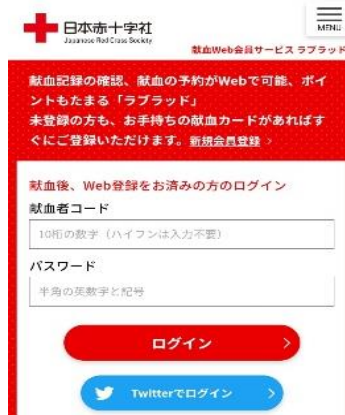 日本赤十字社
Japanese Red Cross Society
MENU
献血Web会員サービス ラブラッド
献血記録の確認、献血の予約がWebで可能、ポイ
ントもたまる「ラブラッド」
未登録の方も、お手持ちの献血カードがあればす
ぐにご登録いただけます。新規会員登録 >
献血後、Web登録をお済みの方のログイン
献血者コード
10桁の数字（ハイフンは入力不要）
パスワード
半角の英数字と記号
ログイン
Twitterでログイン